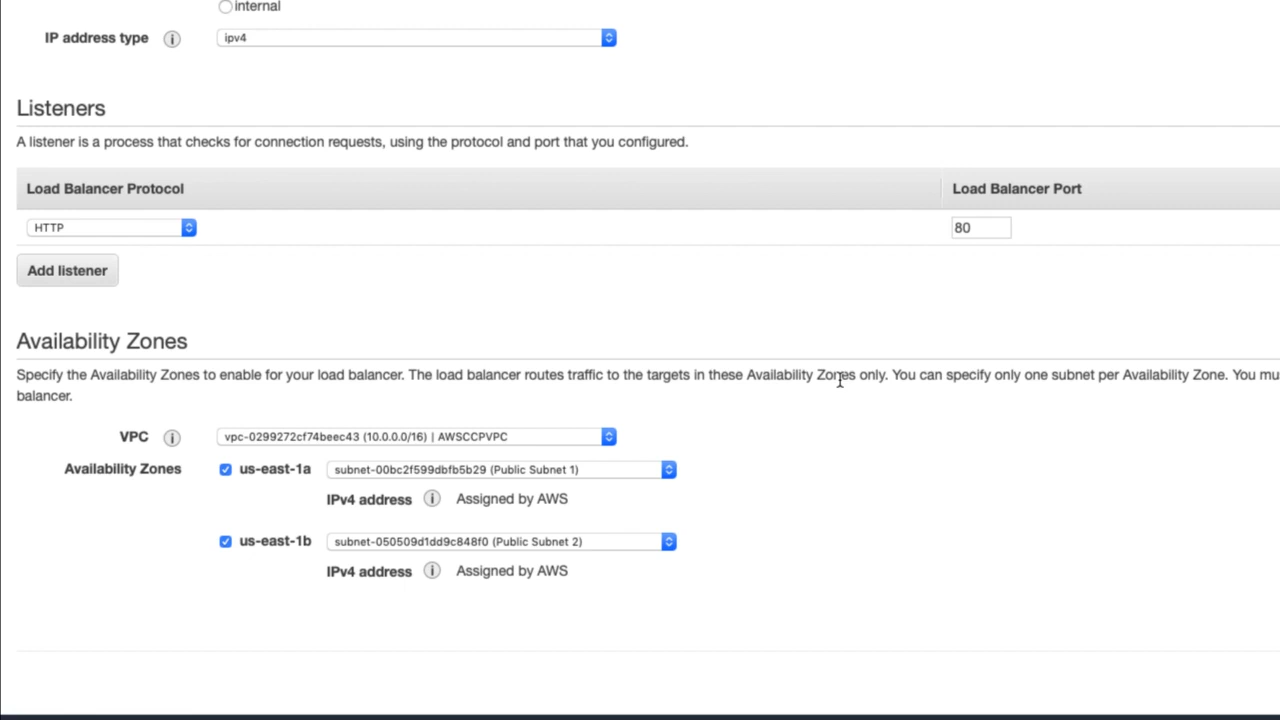 internal
IP address type i ipv4
Listeners
A listener is a process that checks for connection requests, using the protocol and port that you configured.
Load Balancer Protocol Load Balancer Port
HTTP 80
Add listener
Availability Zones
Specify the Availability Zones to enable for your load balancer. The load balancer routes traffic to the targets in these Availability Zones only. You can specify only one subnet per Availability Zone. You mu
balancer.
VPC i vpc-0299272cf74beec43 (10.0.0.0/16) | AWSCCPVPC
Availability Zones us-east-1a subnet-00bc2f599dbfb5b29 (Public Subnet 1)
IPv4 address i Assigned by AWS
us-east-1b subnet-050509d1dd9c848f0 (Public Subnet 2)
IPv4 address i Assigned by AWS